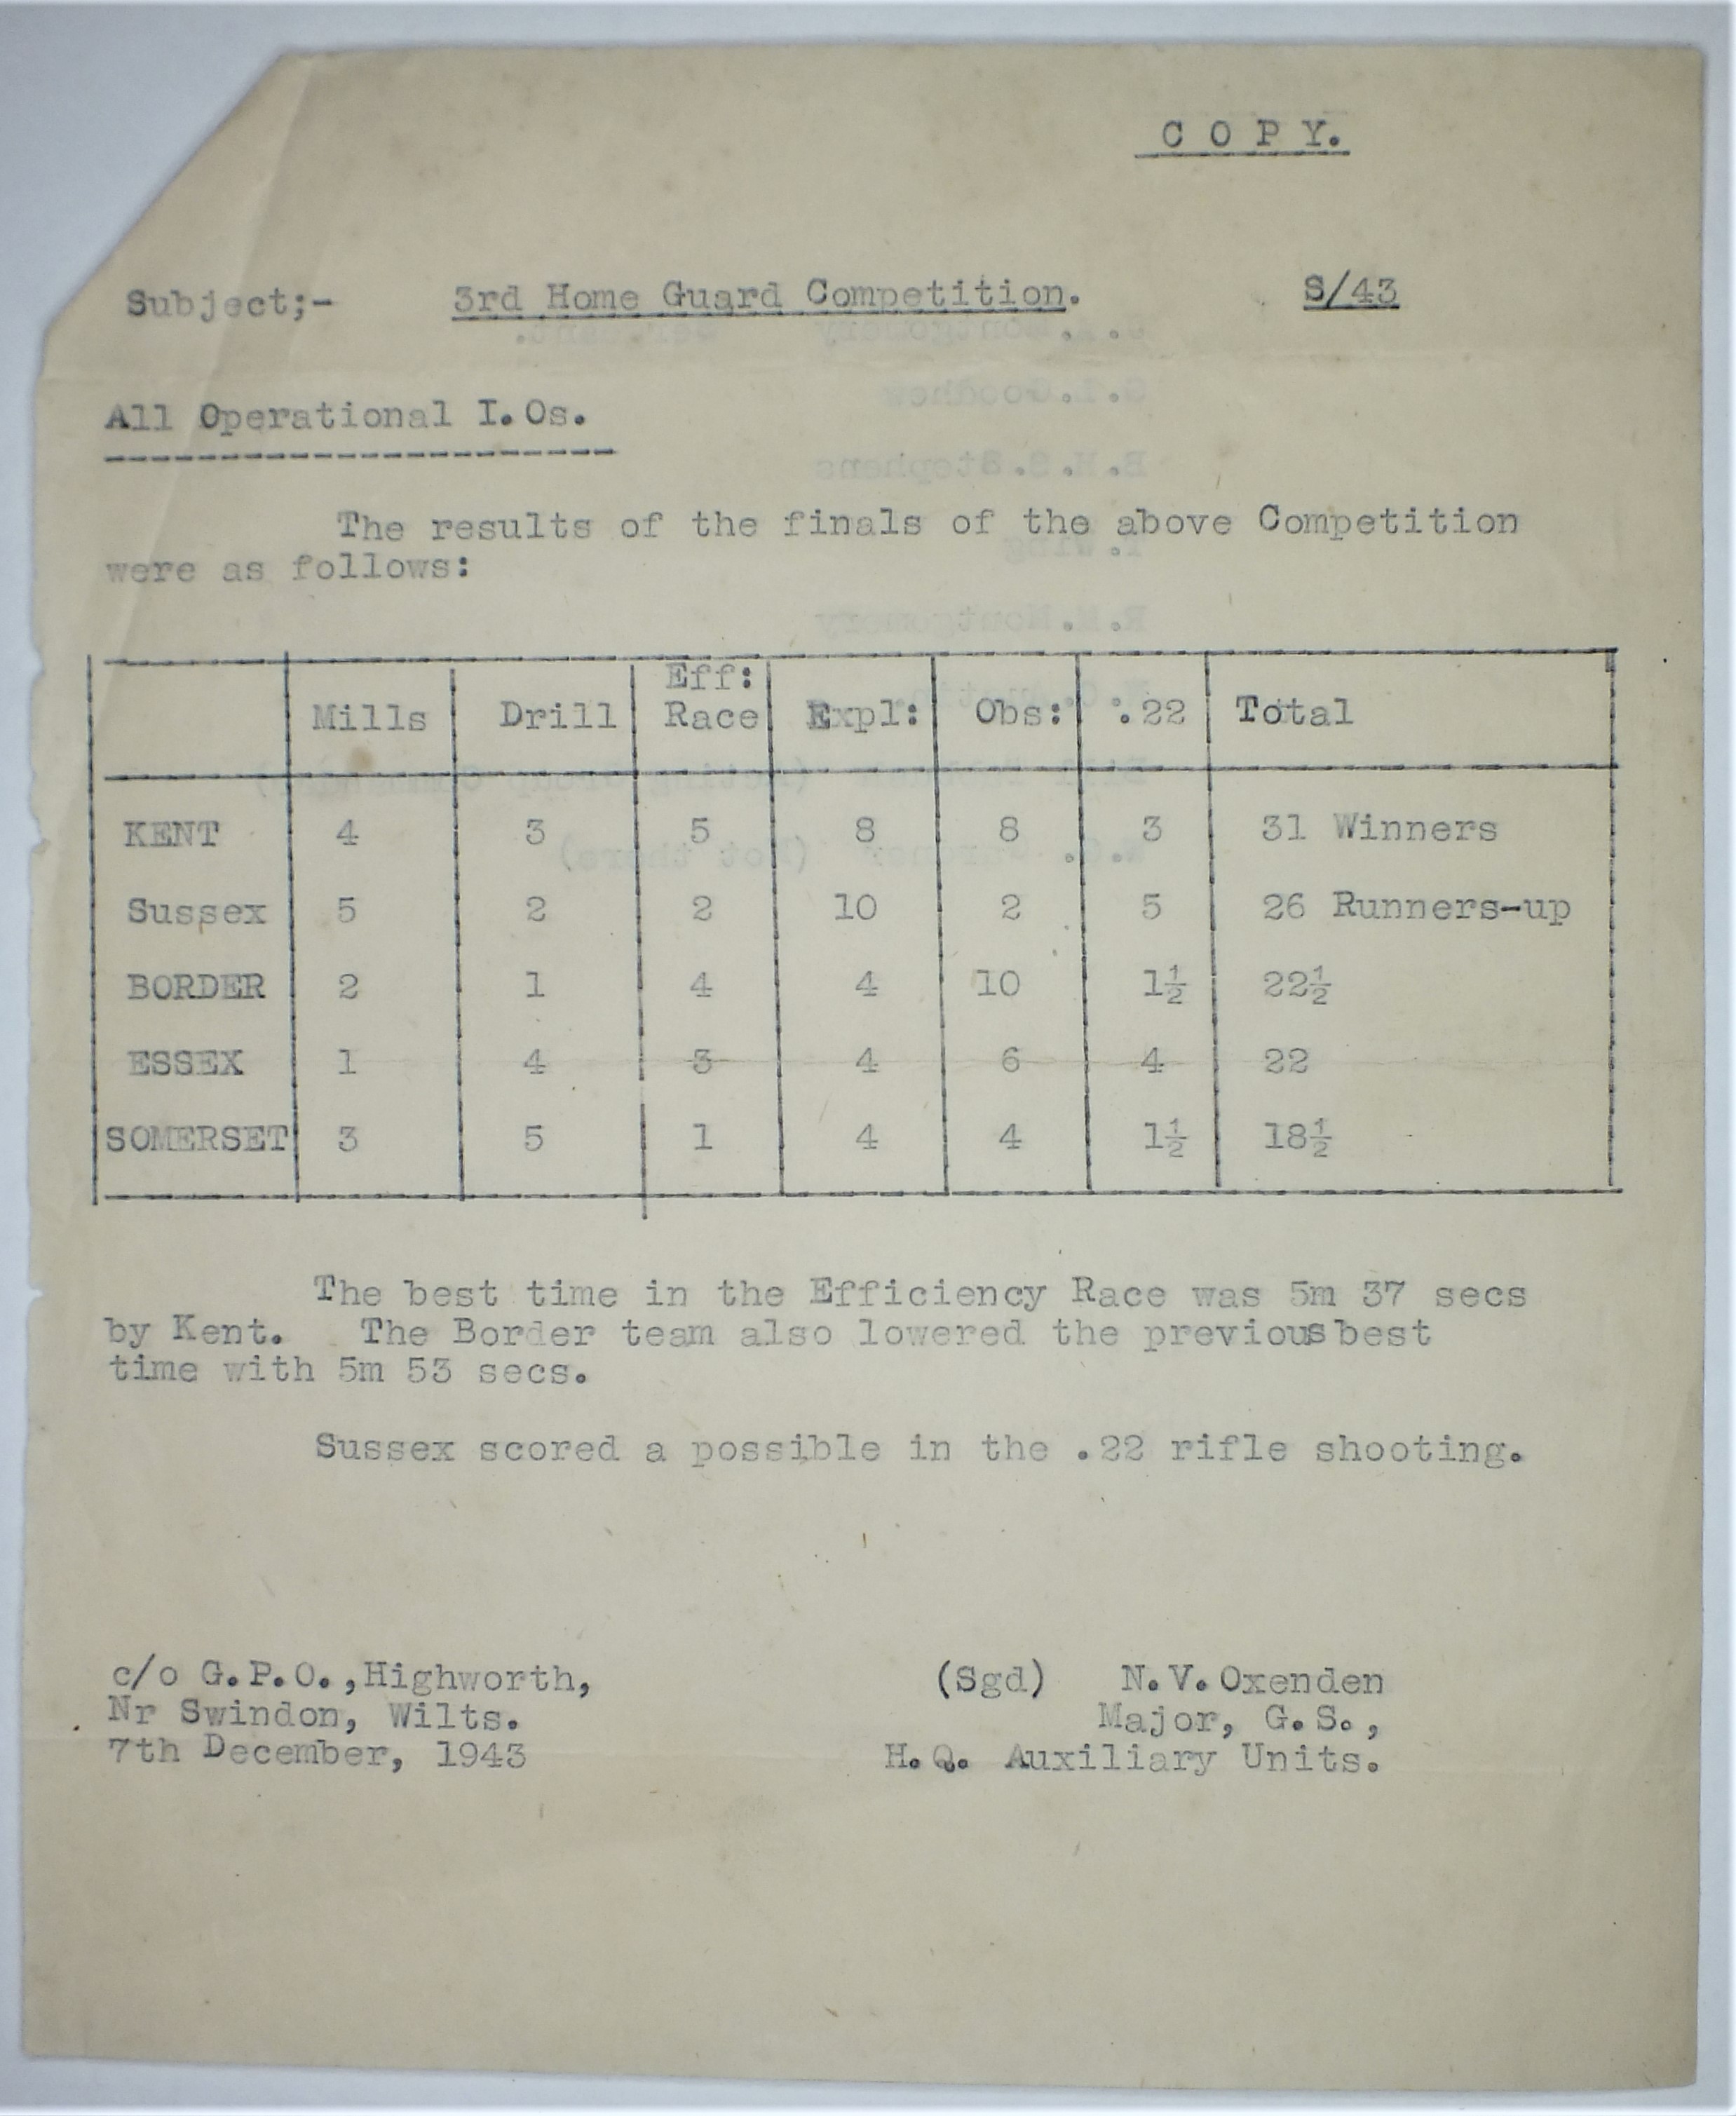 C O P Y.
Subject;- 3rd Home Guard Competition. S/43
All Operational I.Os.
The results of the finals of the above Competition
were as follows:
Mills Drill Eff: Race Expl: Obs: .22 Total
KENT 4 3 5 8 8 3 31 Winners
Sussex 5 2 2 10 2 5 26 Runners-up
BORDER 2 1 4 4 10 1½ 22½
ESSEX 1 4 3 4 6 4 22
SOMERSET 3 5 1 4 4 1½ 18½
The best time in the Efficiency Race was 5m 37 secs
by Kent. The Border team also lowered the previous best
time with 5m 53 secs.
Sussex scored a possible in the .22 rifle shooting.
c/o G.P.O.,Highworth,
Nr Swindon, Wilts.
7th December, 1943
(Sgd) N.V.Oxenden
Major, G.S.,
H.Q. Auxiliary Units.